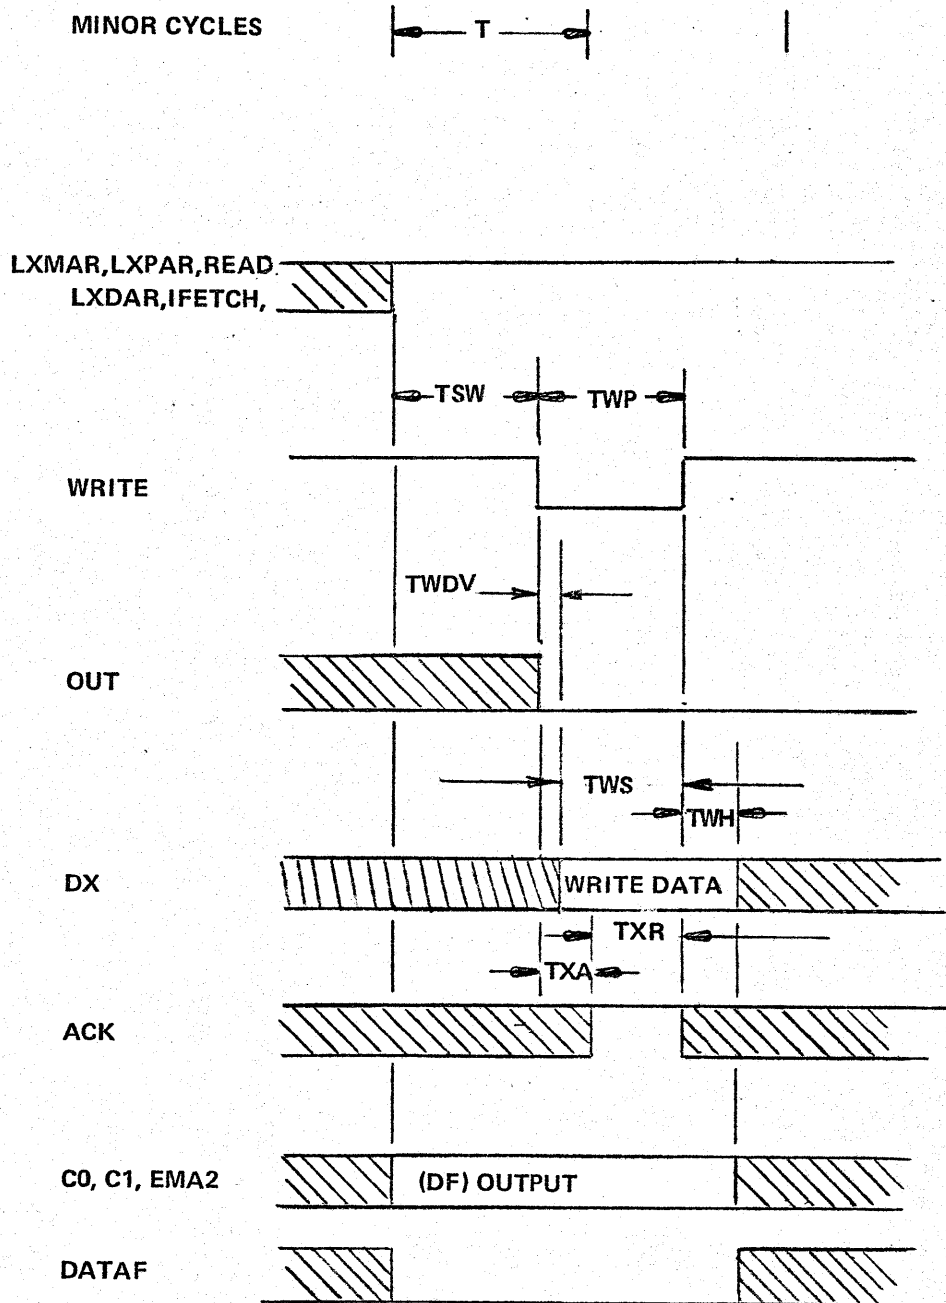 MINOR CYCLES
T
LXMAR,LXPAR,READ
LXDAR,IFETCH,
TSW
TWP
WRITE
TWDV
OUT
TWS
TWH
DX
WRITE DATA
TXR
TXA
ACK
C0, C1, EMA2
(DF) OUTPUT
DATAF